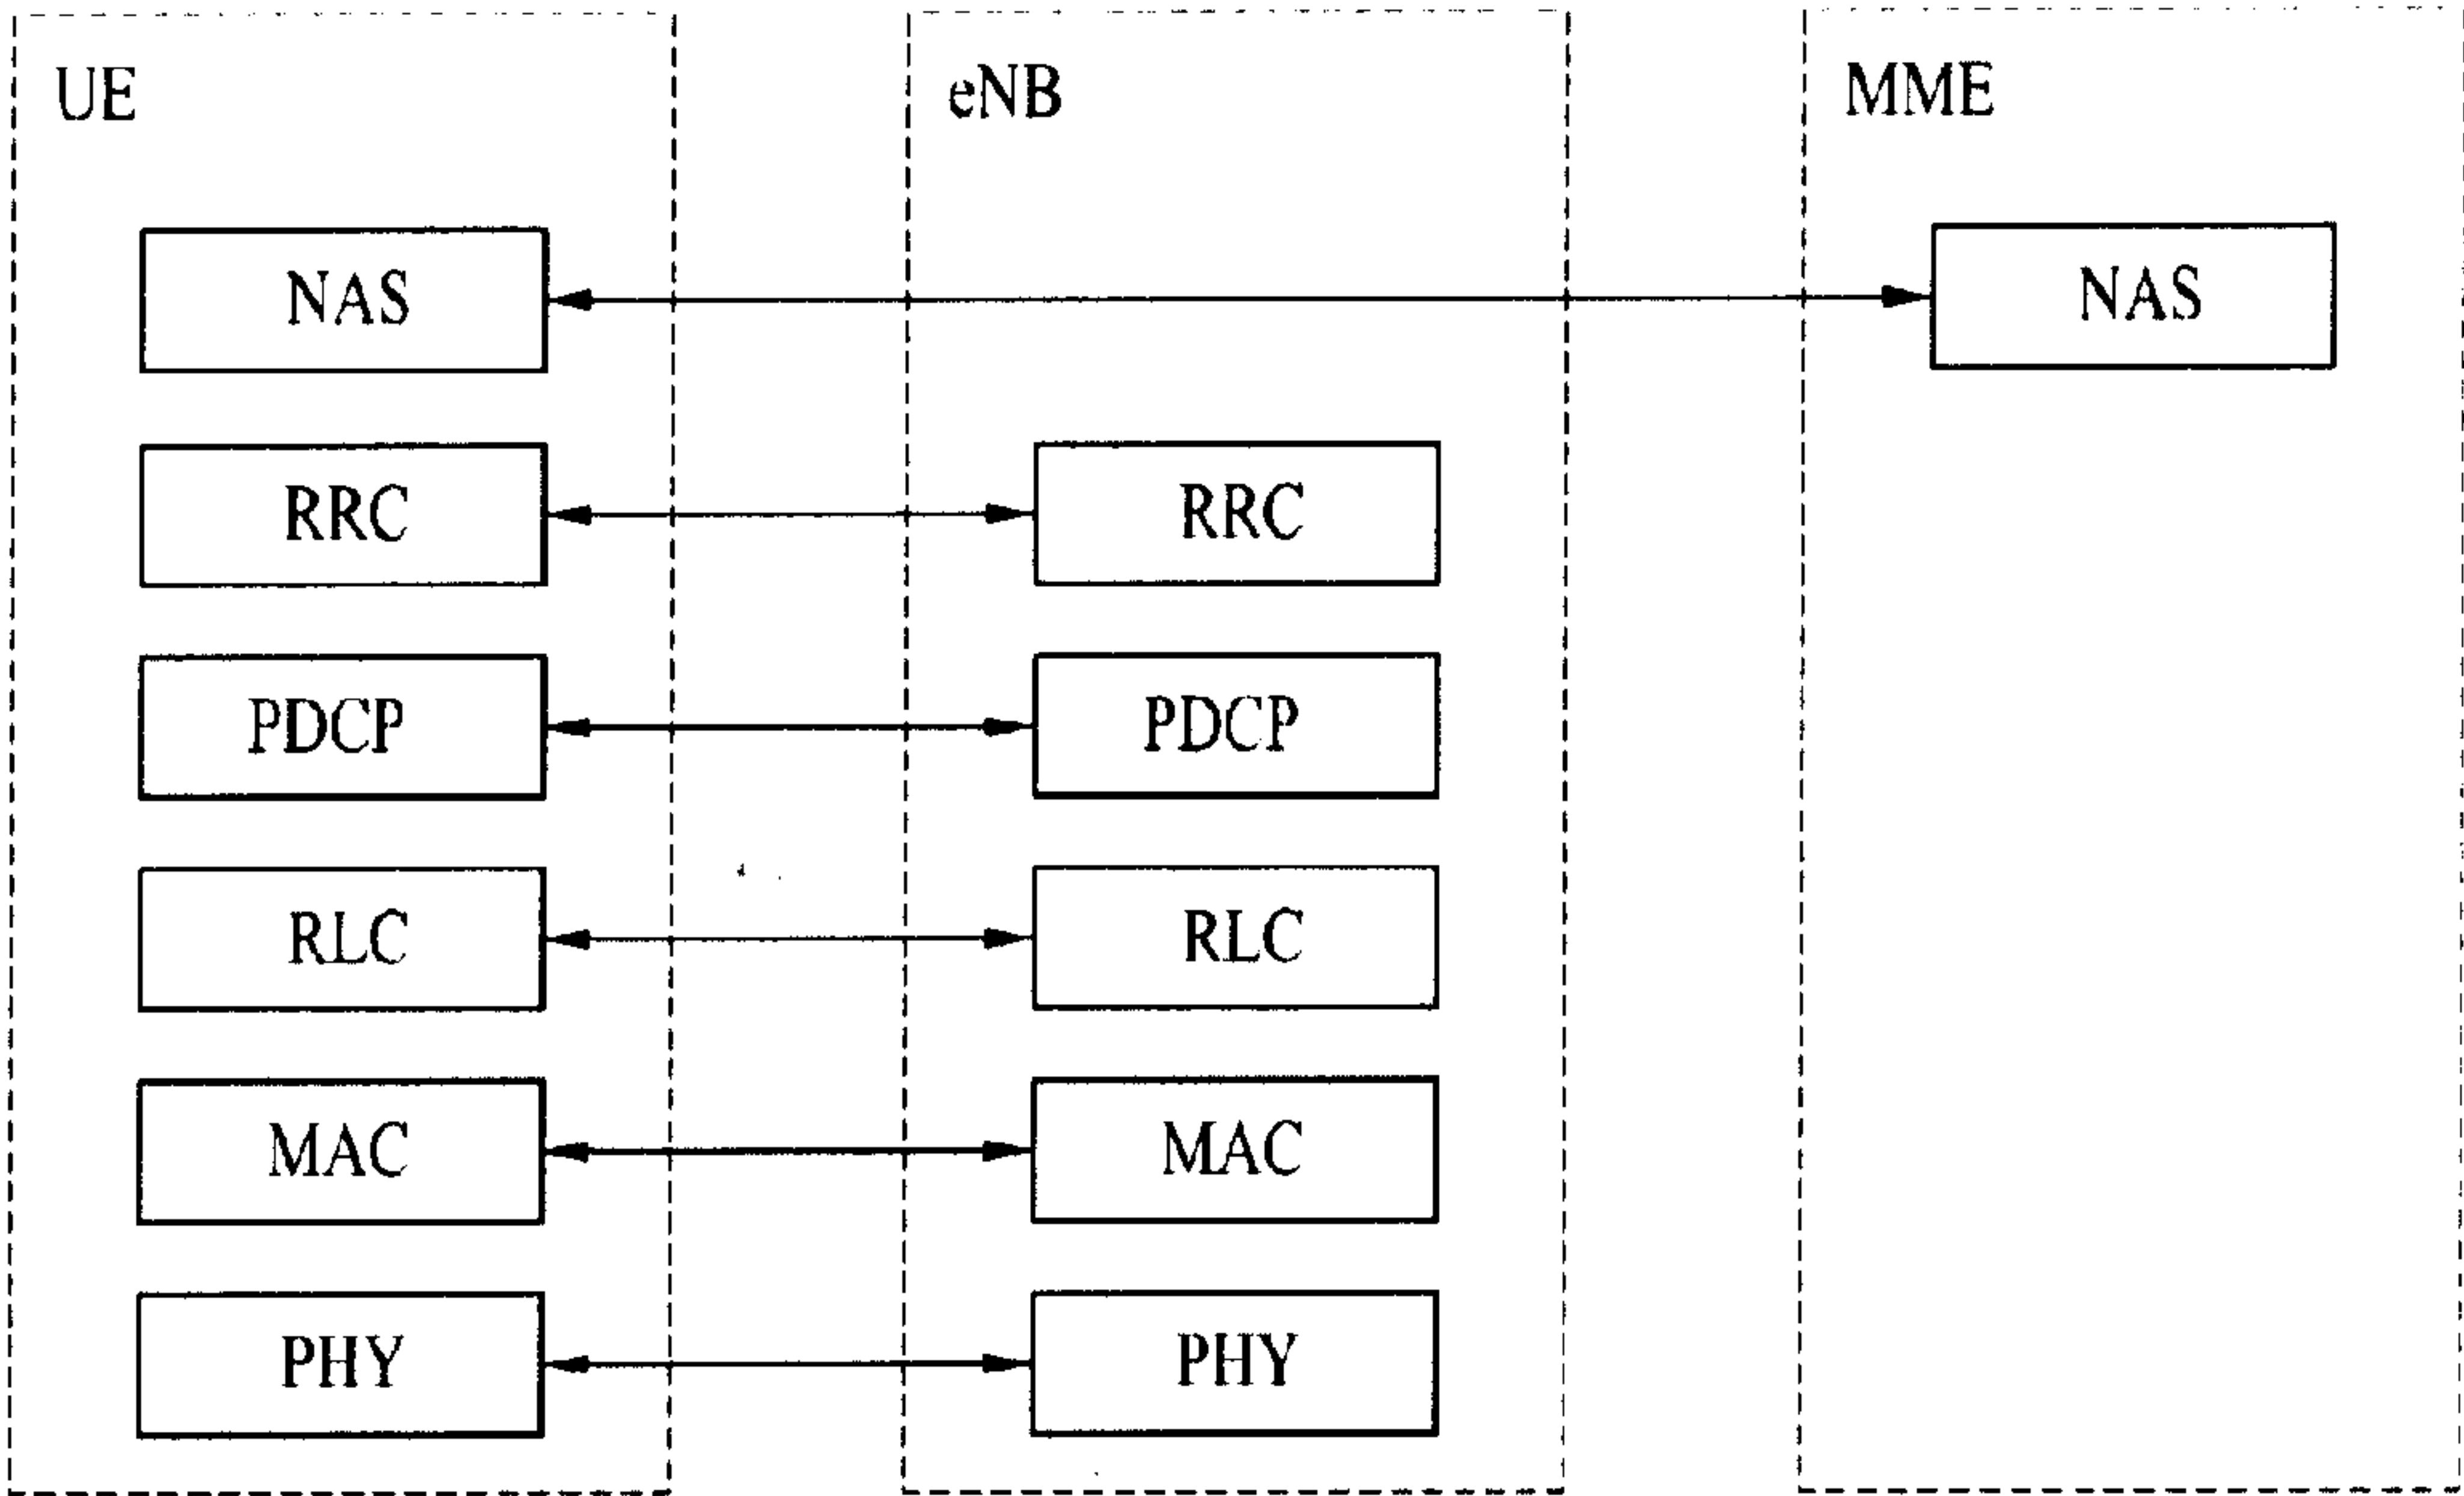 UE
eNB
MME
NAS
NAS
RRC
RRC
PDCP
PDCP
RLC
RLC
MAC
MAC
PHY
PHY